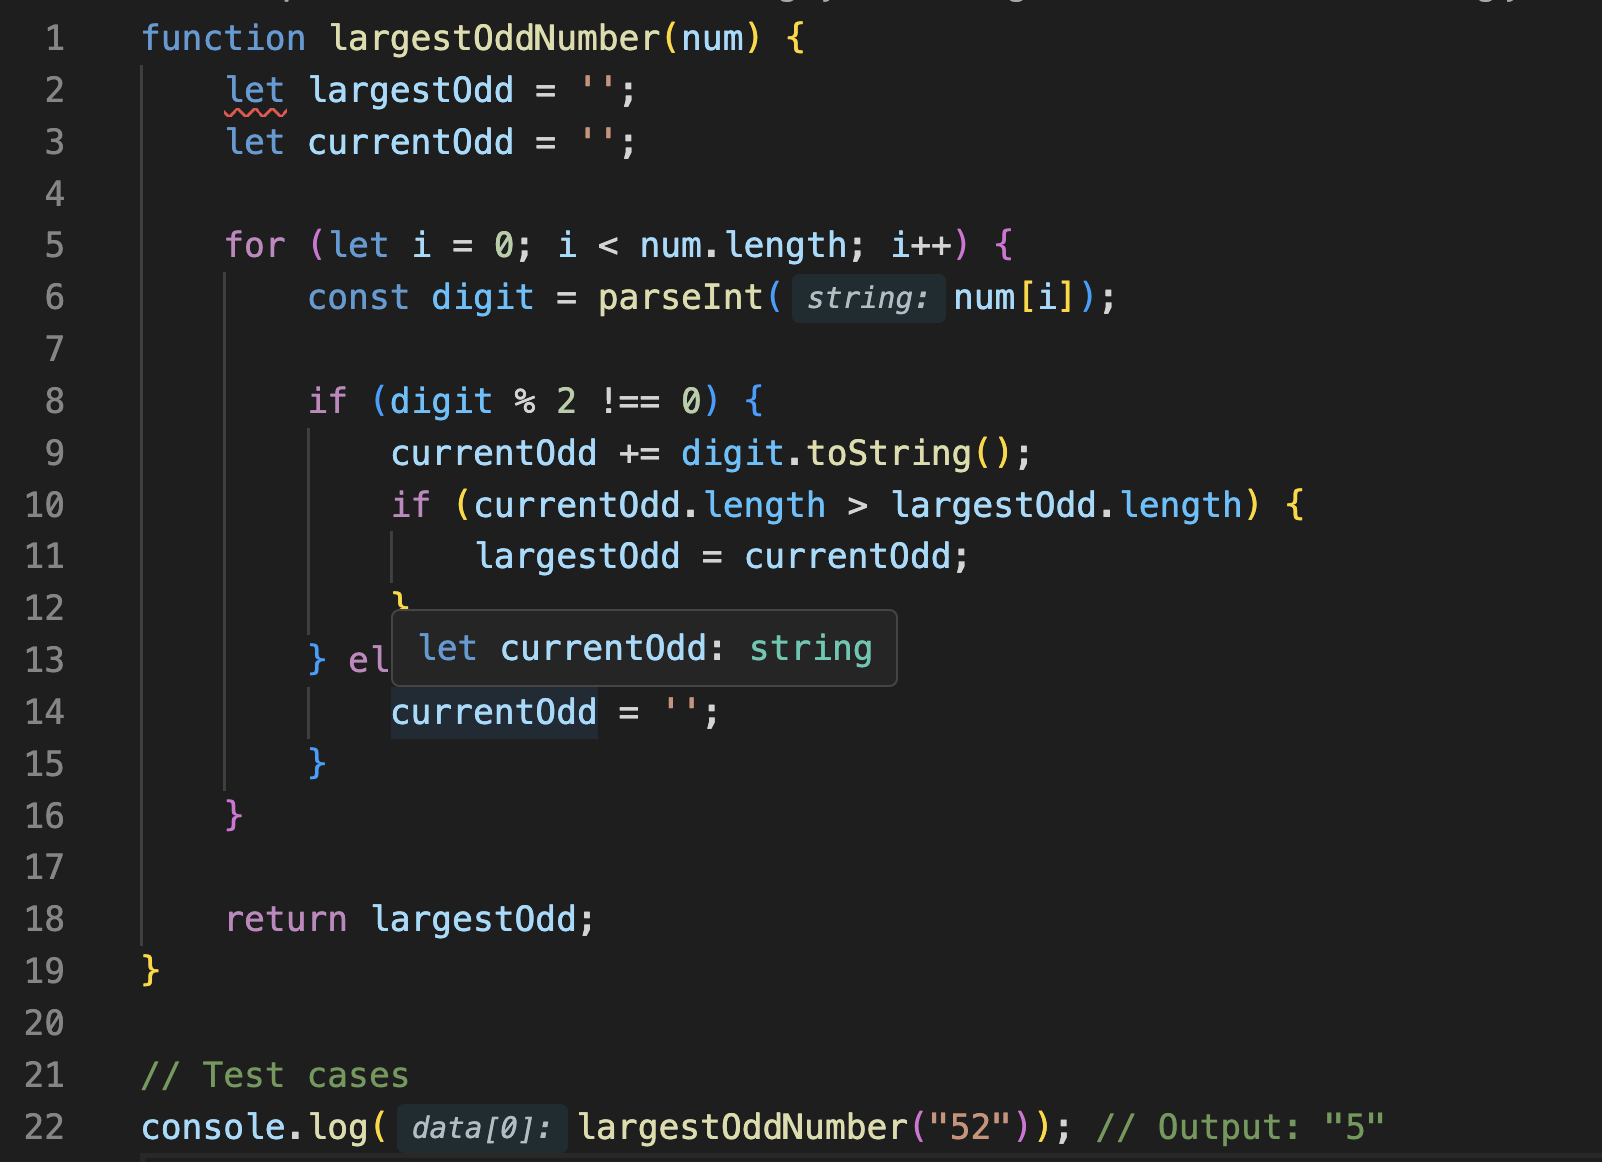 1 function largestOddNumber(num) {
2 let largestOdd = '';
3 let currentOdd = '';
4
5 for (let i = 0; i < num.length; i++) {
6 const digit = parseInt( string: num[i]);
7
8 if (digit % 2 !== 0) {
9 currentOdd += digit.toString();
10 if (currentOdd.length > largestOdd.length) {
11 largestOdd = currentOdd;
12 }
let currentOdd: string
13 } el
14 currentOdd = '';
15 }
16 }
17
18 return largestOdd;
19 }
20
21 // Test cases
22 console.log( data[0]: largestOddNumber("52")); // Output: "5"